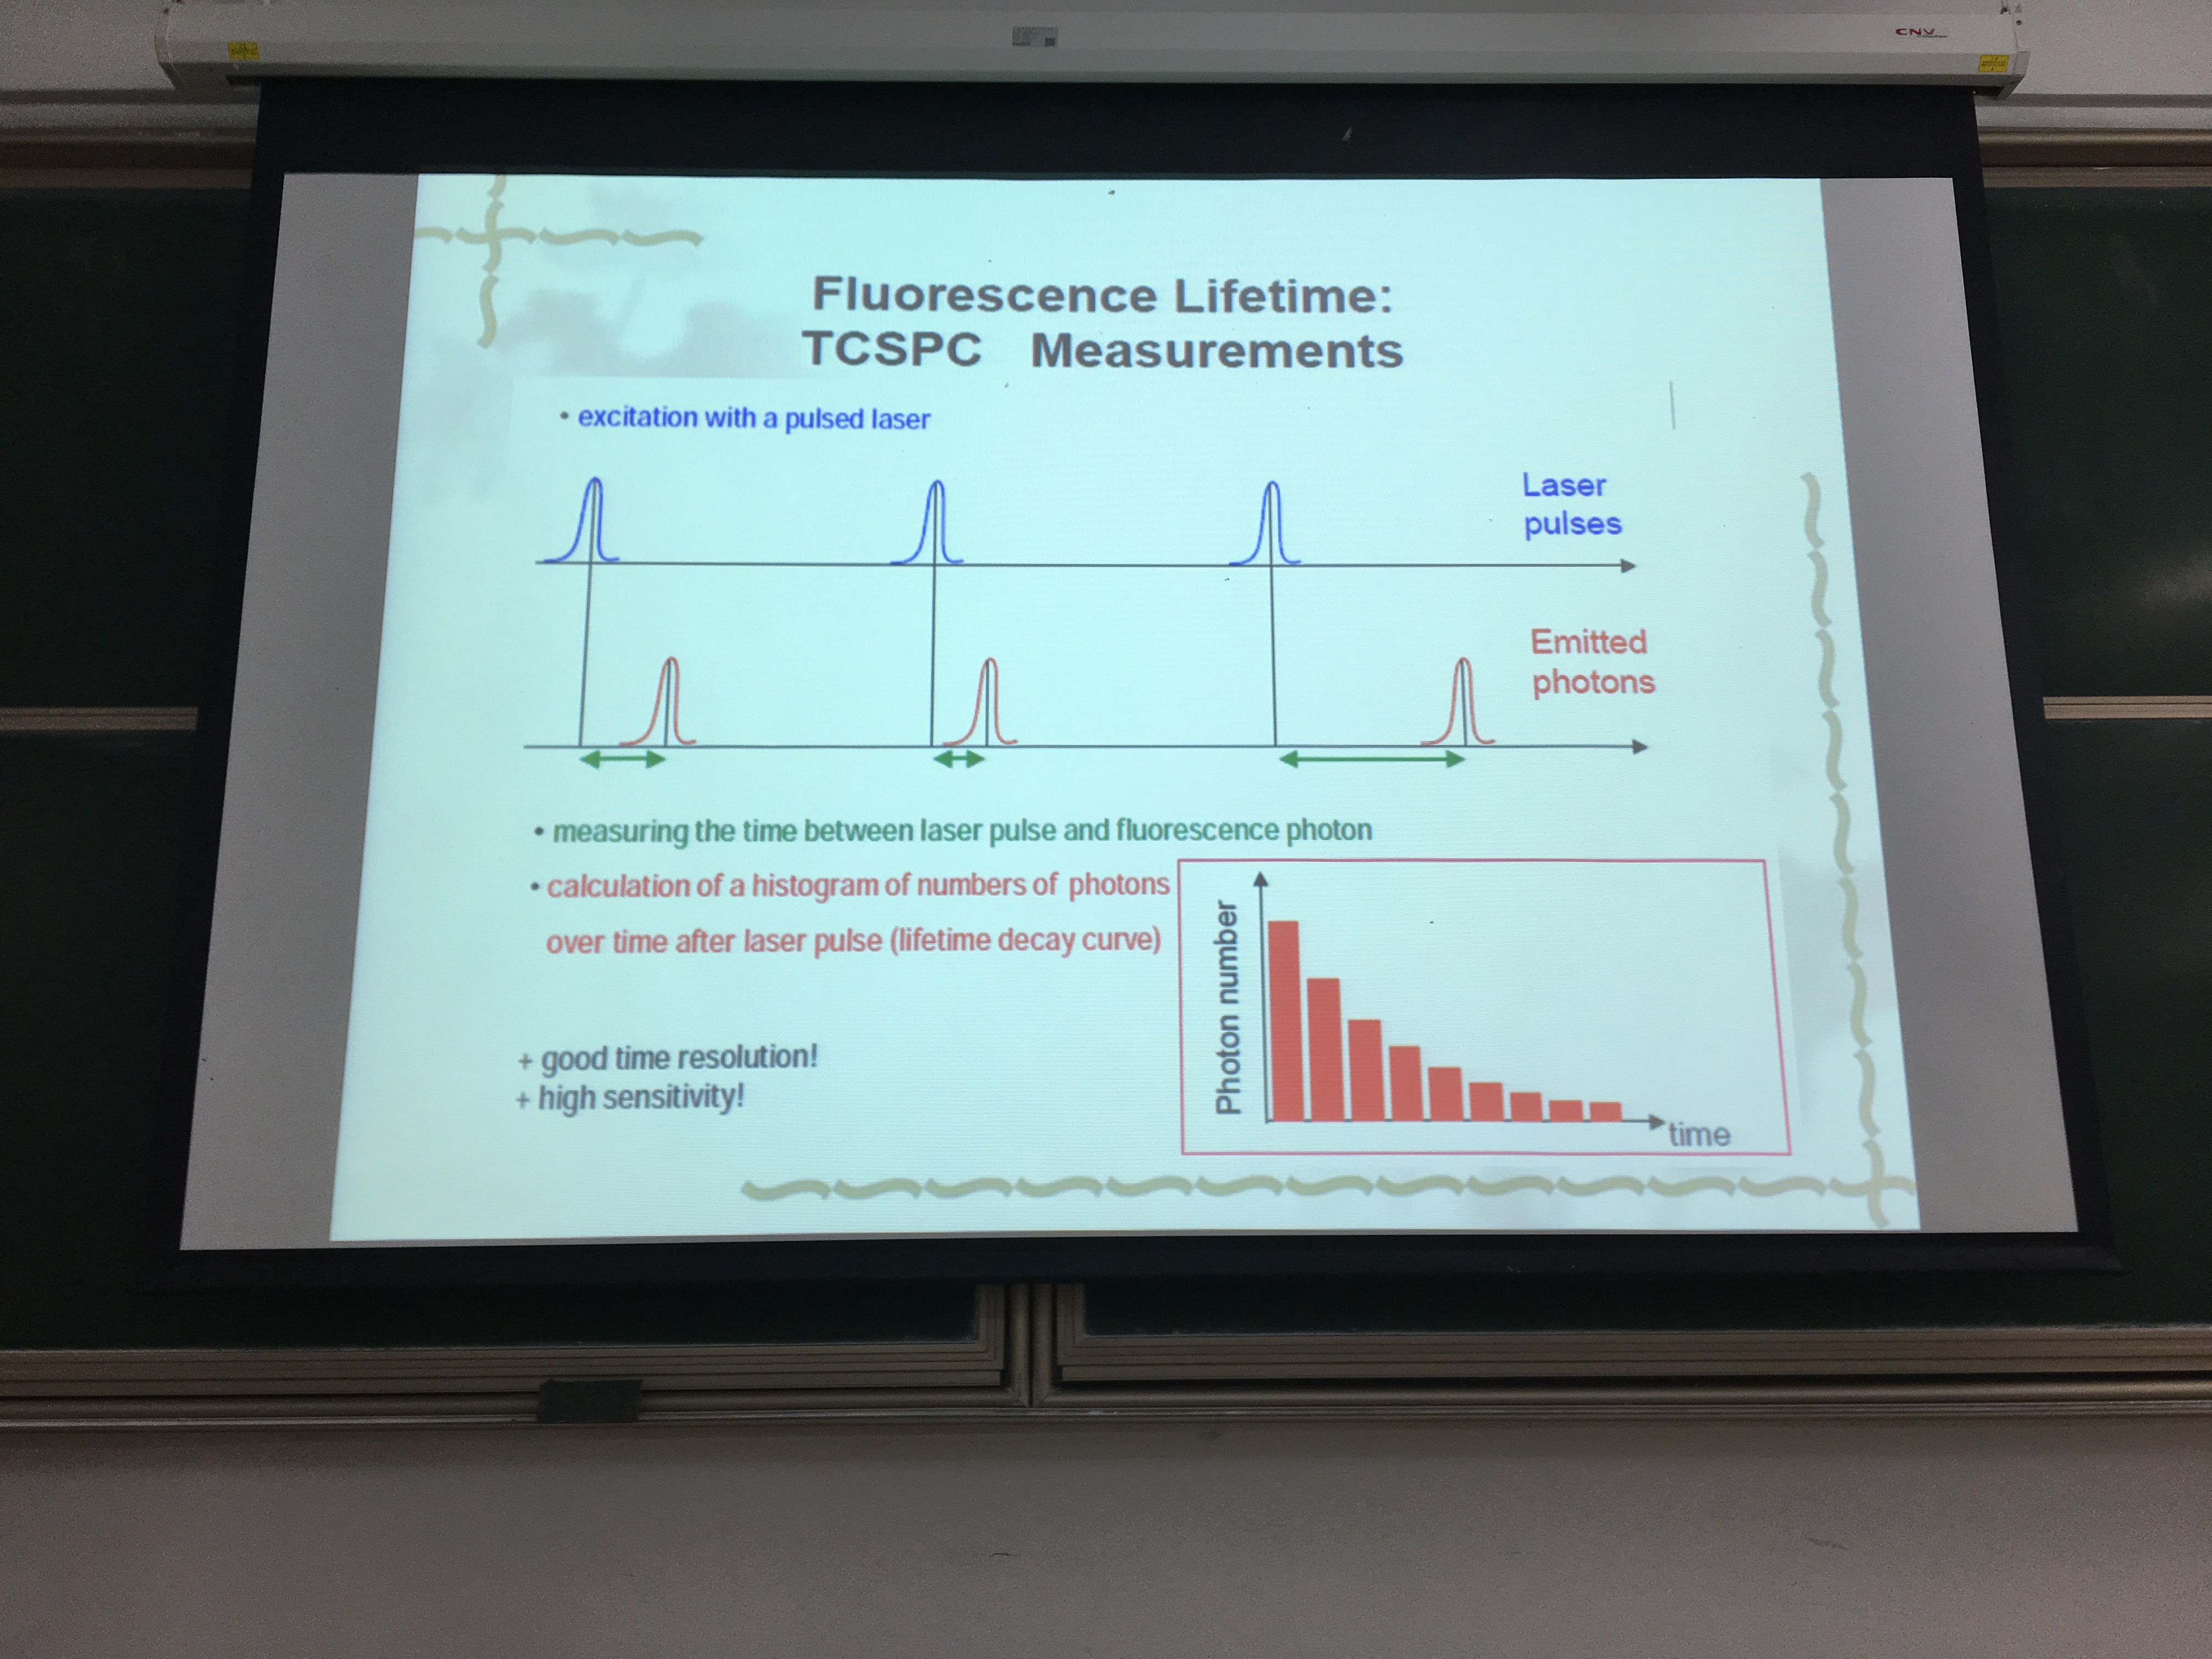 CNV
Fluorescence Lifetime:
TCSPC Measurements
• excitation with a pulsed laser
Laser
pulses
Emitted
photons
• measuring the time between laser pulse and fluorescence photon
• calculation of a histogram of numbers of photons
over time after laser pulse (lifetime decay curve)
+ good time resolution!
+ high sensitivity!
Photon number
time